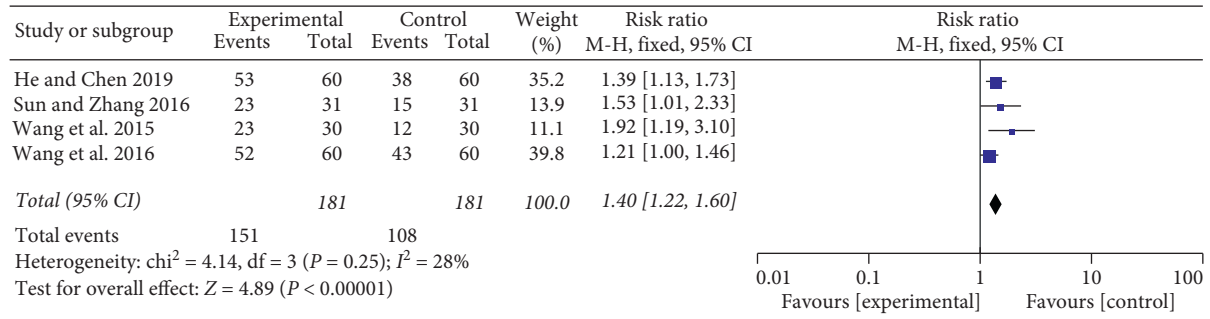 Study or subgroup Experimental Control Weight Risk ratio Risk ratio
Events Total Events Total (%) M-H, fixed, 95% CI M-H, fixed, 95% CI
He and Chen 2019 53 60 38 60 35.2 1.39 [1.13, 1.73]
Sun and Zhang 2016 23 31 15 31 13.9 1.53 [1.01, 2.33]
Wang et al. 2015 23 30 12 30 11.1 1.92 [1.19, 3.10]
Wang et al. 2016 52 60 43 60 39.8 1.21 [1.00, 1.46]
Total (95% CI) 181 181 100.0 1.40 [1.22, 1.60]
Total events 151 108
Heterogeneity: chi² = 4.14, df = 3 (P = 0.25); I² = 28%
Test for overall effect: Z = 4.89 (P < 0.00001)
0.01 0.1 1 10 100
Favours [experimental] Favours [control]